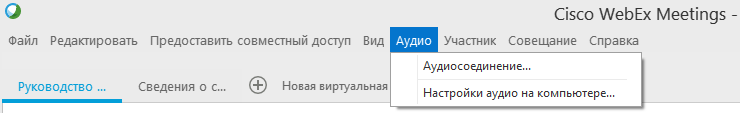 Cisco WebEx Meetings -
Файл Редактировать Предоставить совместный доступ Вид Аудио Участник Совещание Справка
Аудиосоединение...
Руководство ... Сведения о с... Новая виртуальная
Настройки аудио на компьютере...